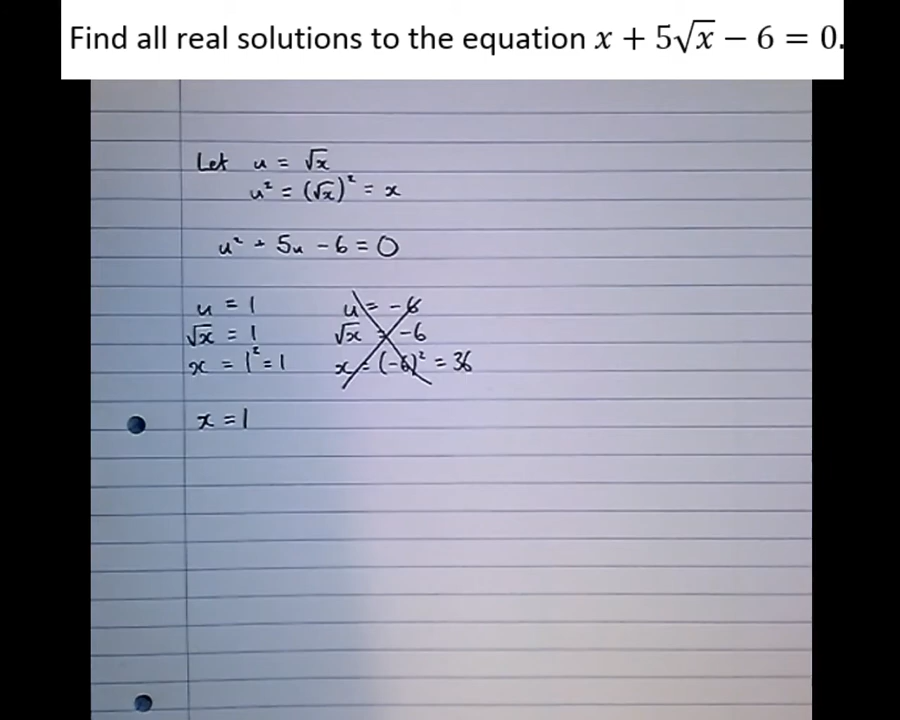 Find all real solutions to the equation x + 5√x − 6 = 0.
Let u = √x
u² = (√x)² = x
u² + 5u − 6 = 0
u = 1 u = −6
√x = 1 √x = −6
x = 1² = 1 x = (−6)² = 36
x = 1